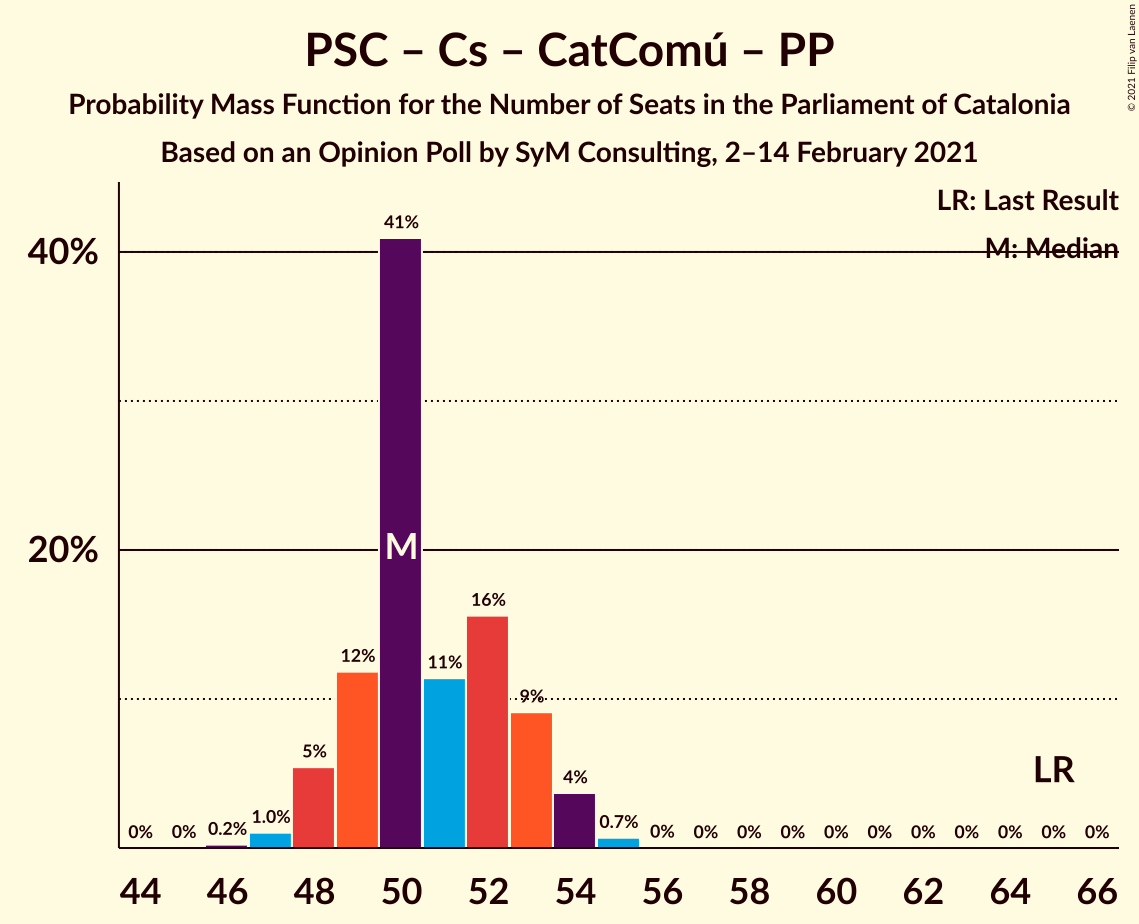 PSC – Cs – CatComú – PP
Probability Mass Function for the Number of Seats in the Parliament of Catalonia
Based on an Opinion Poll by SyM Consulting, 2–14 February 2021
© 2021 Filip van Laenen
LR: Last Result
M: Median
40%
20%
0% 0% 0.2% 1.0% 5% 12% 41% 11% 16% 9% 4% 0.7% 0% 0% 0% 0% 0% 0% 0% 0% 0% 0% 0%
M
LR
44 46 48 50 52 54 56 58 60 62 64 66